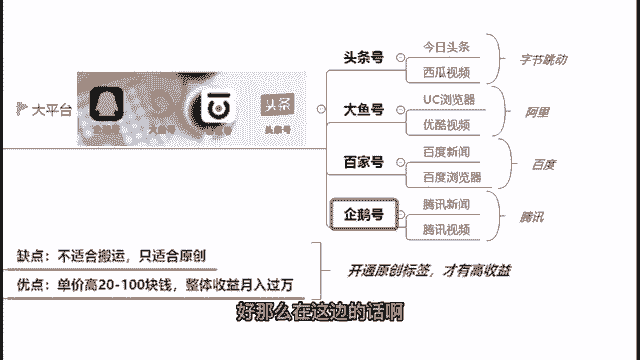 大平台
头条
头条号
今日头条
西瓜视频
字节跳动
大鱼号
UC浏览器
优酷视频
阿里
百家号
百度新闻
百度浏览器
百度
企鹅号
腾讯新闻
腾讯视频
腾讯
缺点：不适合搬运，只适合原创
优点：单价高20-100块钱，整体收益月入过万
开通原创标签，才有高收益
好那么在这边的话啊